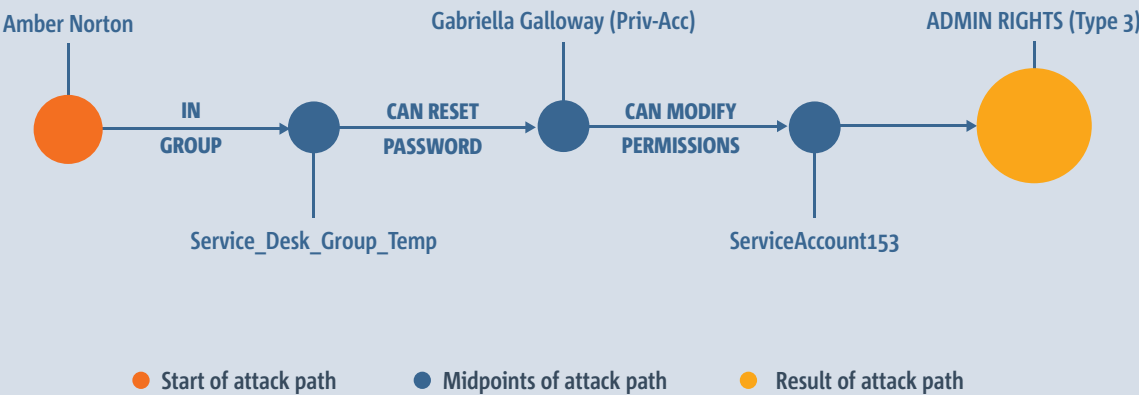 Amber Norton
Gabriella Galloway (Priv-Acc)
ADMIN RIGHTS (Type 3)
IN
GROUP
CAN RESET
PASSWORD
CAN MODIFY
PERMISSIONS
Service_Desk_Group_Temp
ServiceAccount153
Start of attack path
Midpoints of attack path
Result of attack path